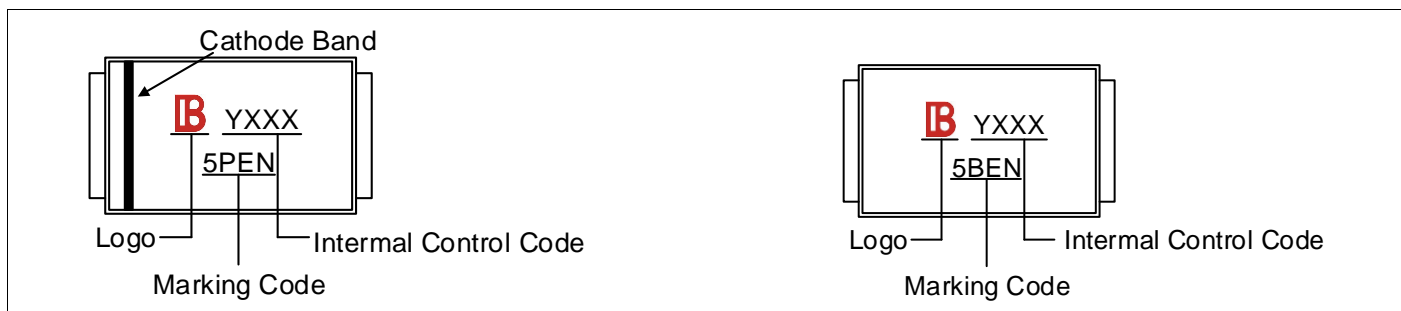 Cathode Band
YXXX
5PEN
Logo
Intermal Control Code
Marking Code
B YXXX
5BEN
Logo
Intermal Control Code
Marking Code